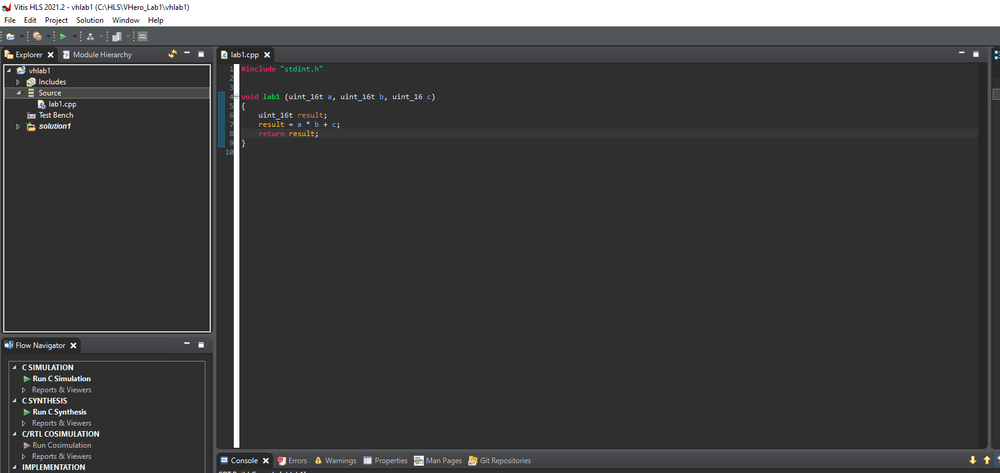 Vitis HLS 2021.2 - vhlab1 (C:\HLS\VHero_Lab1\vhlab1)
File Edit Project Solution Window Help
Explorer Module Hierarchy
vhlab1
Includes
Source
lab1.cpp
Test Bench
solution1
lab1.cpp
1 #include "stdint.h"
2
3
4 void lab1 (uint_16t a, uint_16t b, uint_16 c)
5 {
6 uint_16t result;
7 result = a * b + c;
8 return result;
9 }
10
Flow Navigator
C SIMULATION
Run C Simulation
Reports & Viewers
C SYNTHESIS
Run C Synthesis
Reports & Viewers
C/RTL COSIMULATION
Run Cosimulation
Reports & Viewers
IMPLEMENTATION
Console Errors Warnings Properties Man Pages Git Repositories